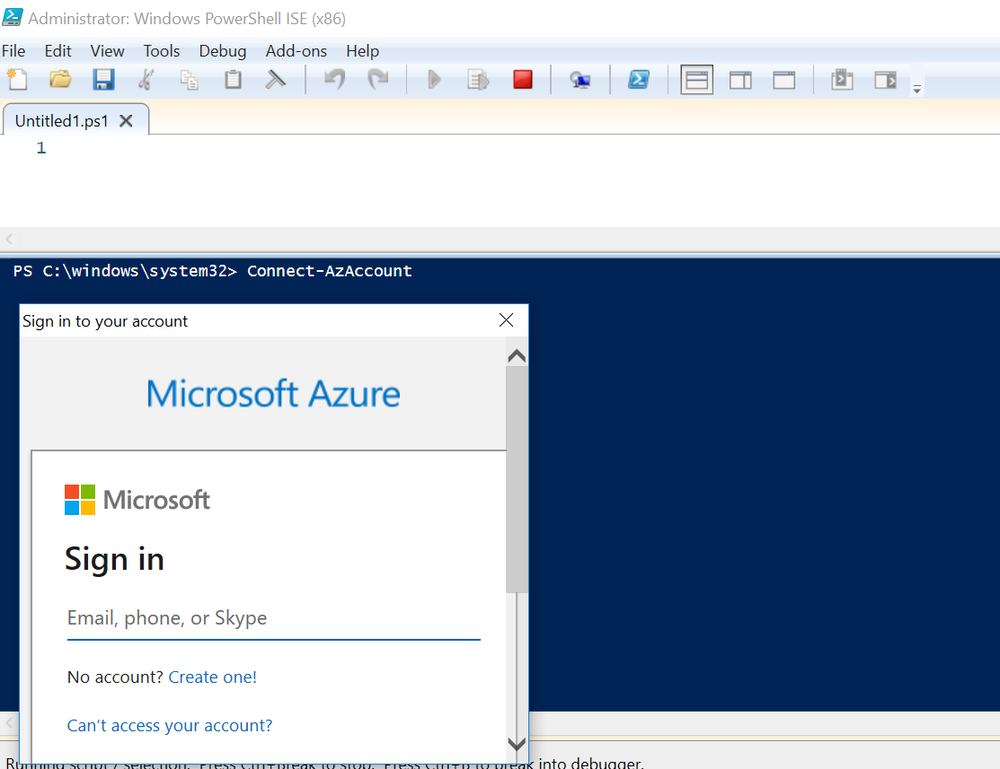 Administrator: Windows PowerShell ISE (x86)
File Edit View Tools Debug Add-ons Help
Untitled1.ps1
1
PS C:\windows\system32> Connect-AzAccount
Sign in to your account
Microsoft Azure
Microsoft
Sign in
Email, phone, or Skype
No account? Create one!
Can't access your account?
Running script / selection. Press Ctrl+Break to stop. Press Ctrl+B to break into debugger.